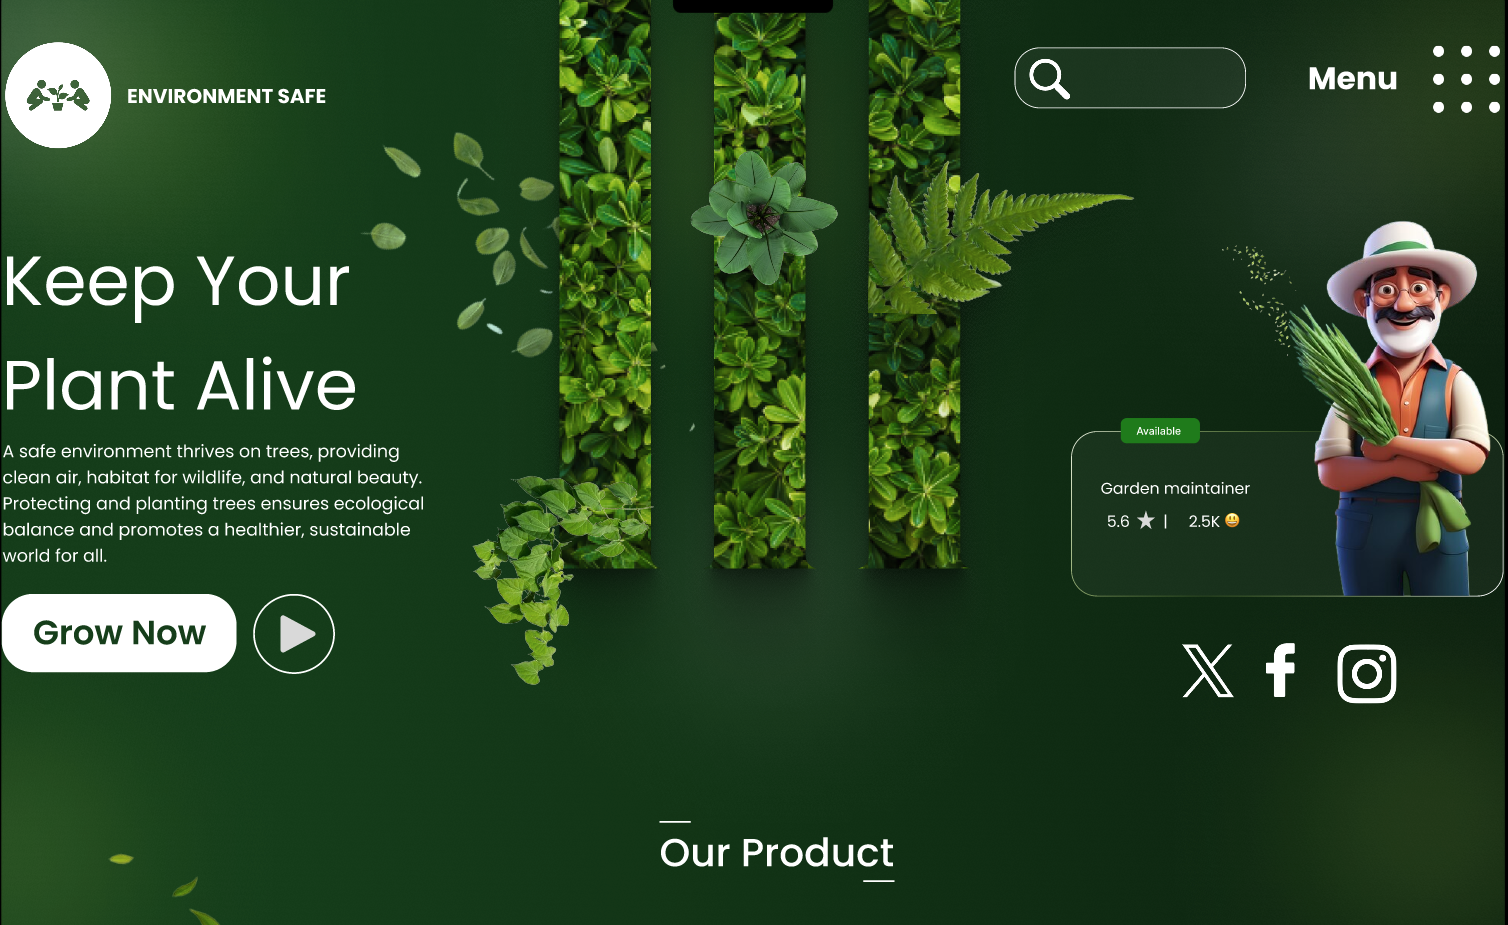 ENVIRONMENT SAFE
Menu
Keep Your
Plant Alive
A safe environment thrives on trees, providing
clean air, habitat for wildlife, and natural beauty.
Protecting and planting trees ensures ecological
balance and promotes a healthier, sustainable
world for all.
Grow Now
Available
Garden maintainer
5.6 ★ | 2.5K 😃
Our Product